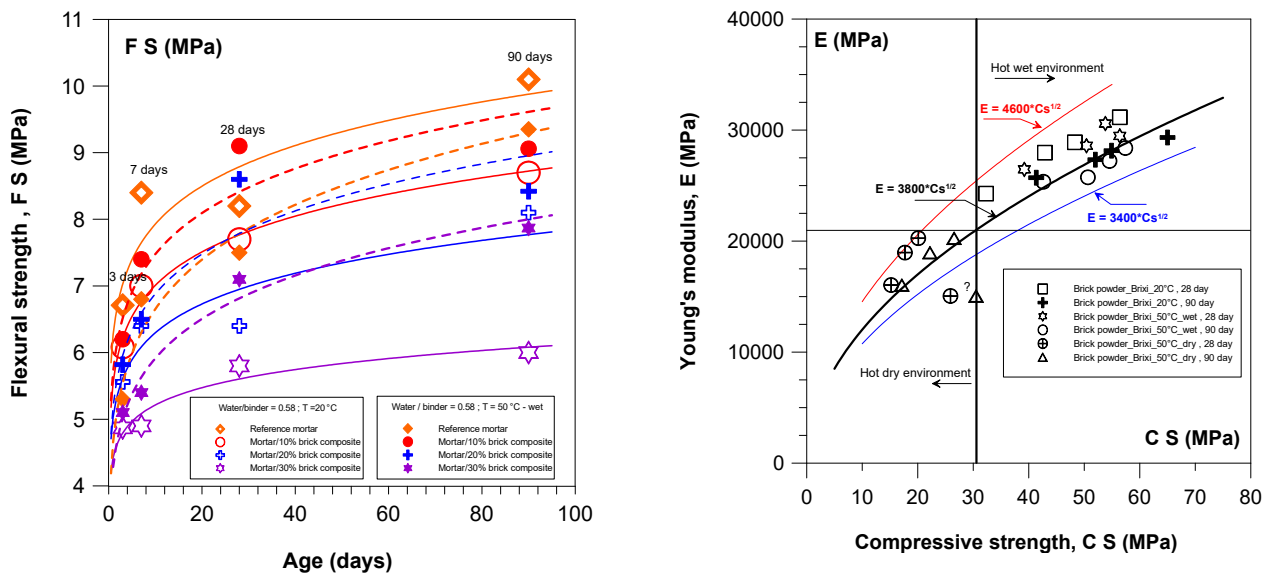 11
10
9
8
7
6
5
4
0
20
40
60
80
100
Flexural strength , F S (MPa)
Age (days)
F S (MPa)
3 days
7 days
28 days
90 days
Water/binder = 0.58 ; T =20 °C
Reference mortar
Mortar/10% brick composite
Mortar/20% brick composite
Mortar/30% brick composite
Water / binder = 0.58 ; T = 50 °C - wet
Reference mortar
Mortar/10% brick composite
Mortar/20% brick composite
Mortar/30% brick composite
40000
30000
20000
10000
0
0
10
20
30
40
50
60
70
80
Young's modulus, E (MPa)
Compressive strength, C S (MPa)
E (MPa)
Hot wet environment
E = 4600*Cs1/2
E = 3800*Cs1/2
E = 3400*Cs1/2
?
Brick powder_Brixi_20°C, 28 day
Brick powder_Brixi_20°C, 90 day
Brick powder_Brixi_50°C_wet , 28 day
Brick powder_Brixi_50°C_wet , 90 day
Brick powder_Brixi_50°C_dry , 28 day
Brick powder_Brixi_50°C_dry , 90 day
Hot dry environment
C S (MPa)